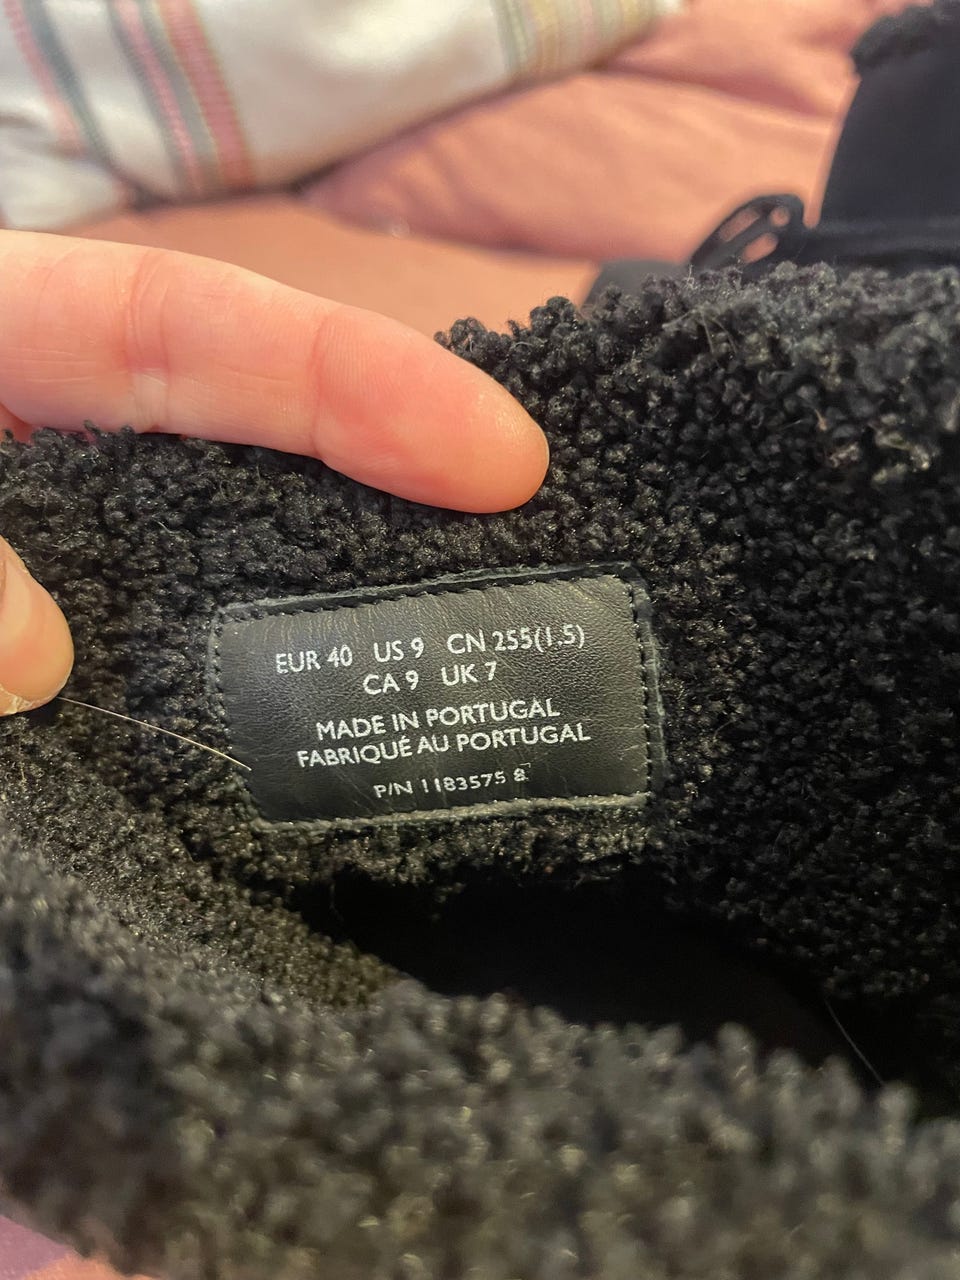 EUR 40 US 9 CN 255(1.5)
CA 9 UK 7
MADE IN PORTUGAL
FABRIQUÉ AU PORTUGAL
P/N 1183575 8